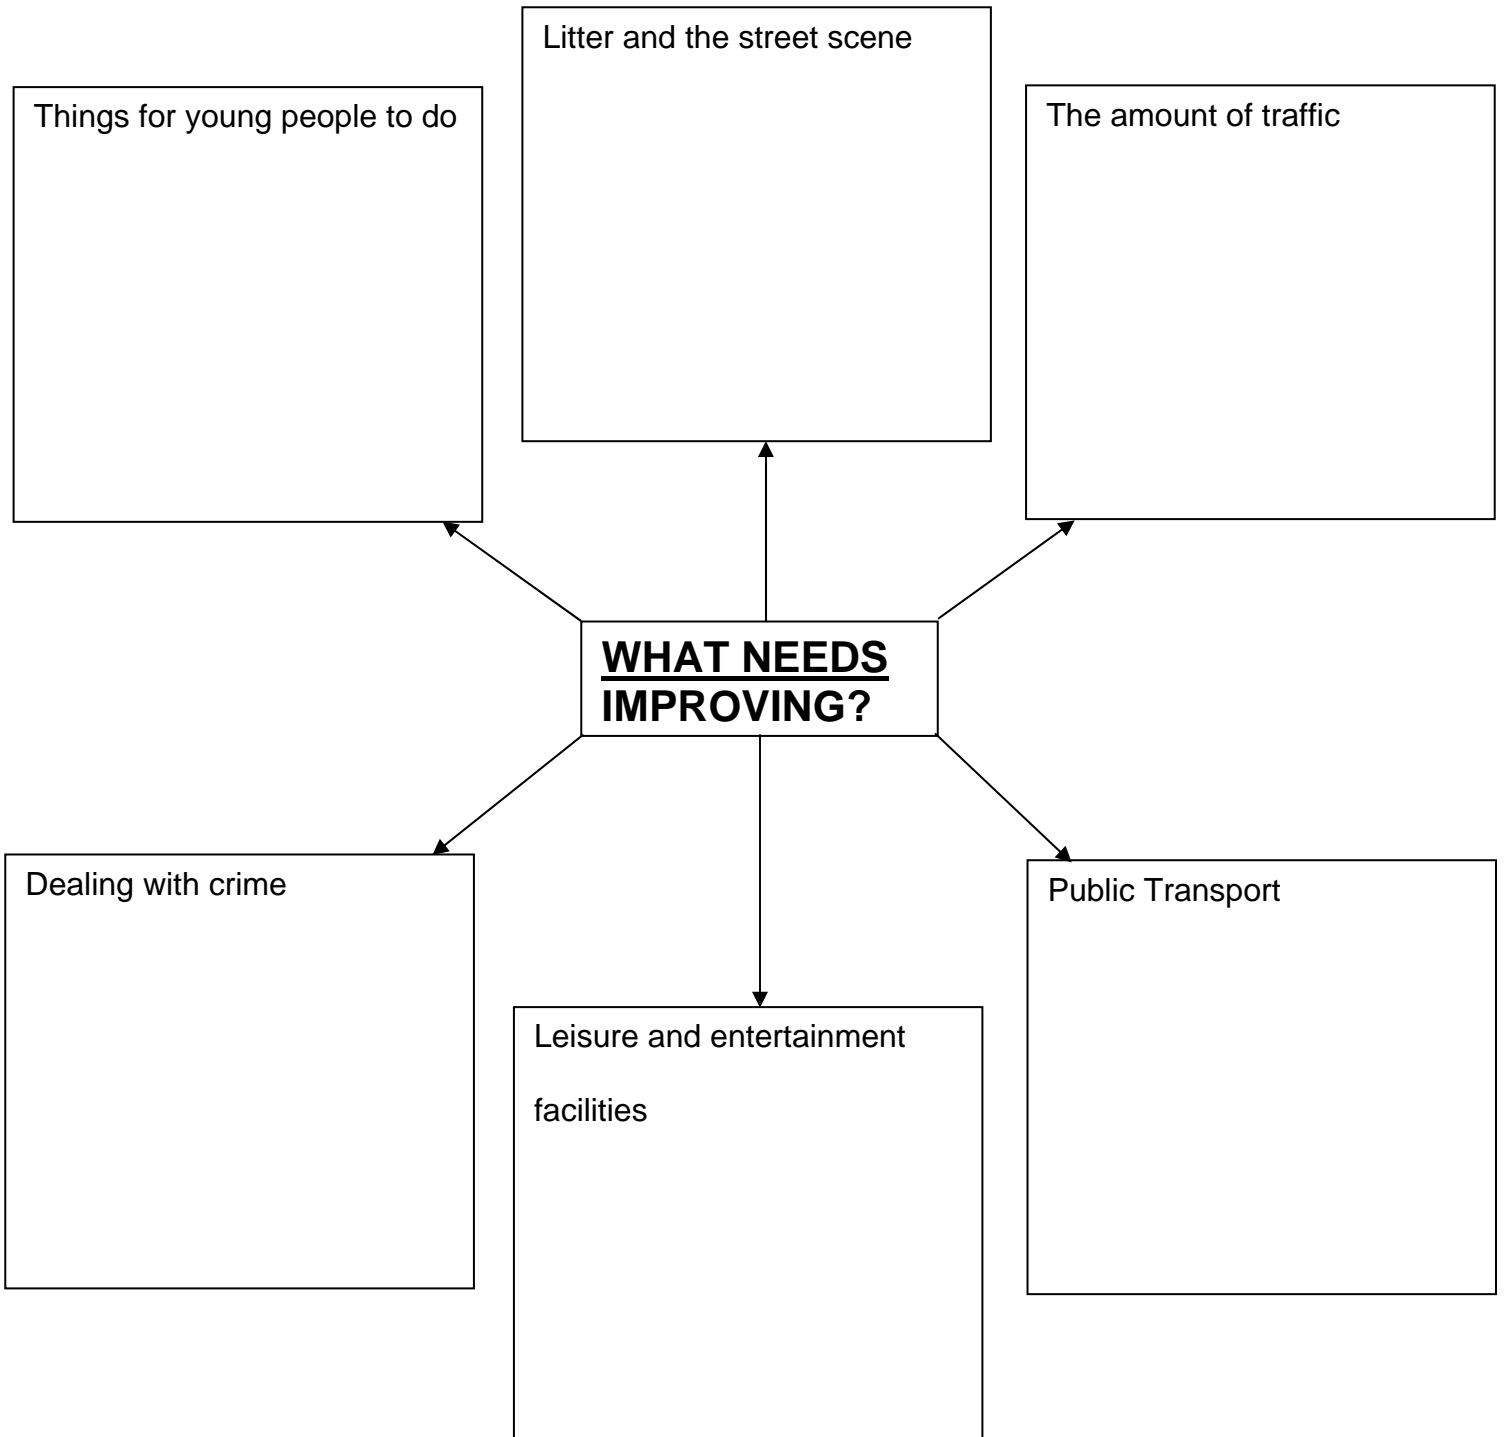 Litter and the street scene
Things for young people to do
The amount of traffic
WHAT NEEDS
IMPROVING?
Dealing with crime
Public Transport
Leisure and entertainment
facilities